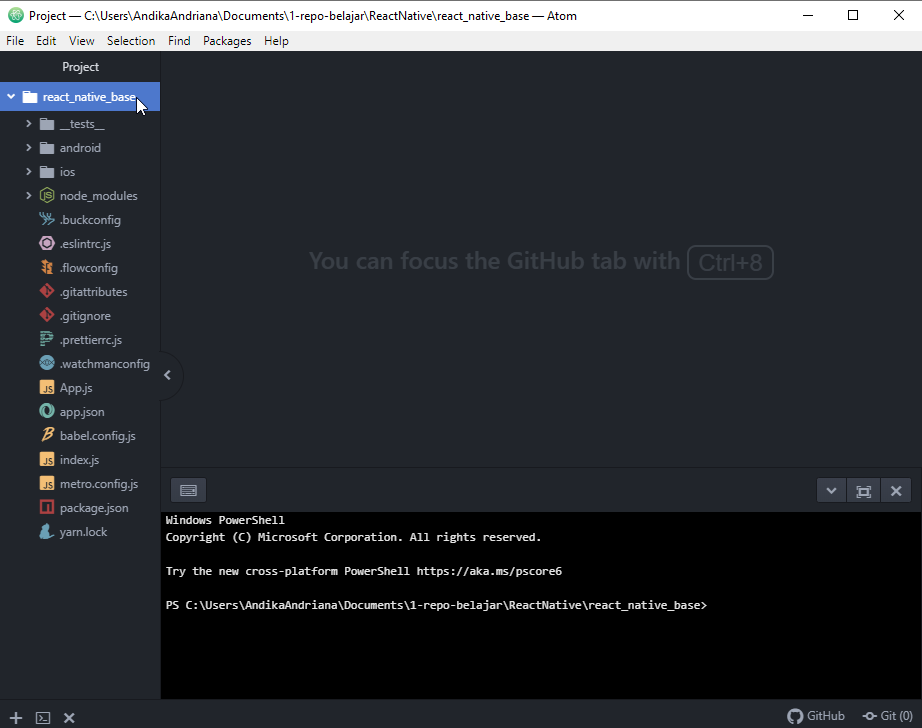 Project — C:\Users\AndikaAndriana\Documents\1-repo-belajar\ReactNative\react_native_base — Atom
File Edit View Selection Find Packages Help
Project
react_native_base
__tests__
android
ios
node_modules
.buckconfig
.eslintrc.js
.flowconfig
.gitattributes
.gitignore
.prettierrc.js
.watchmanconfig
App.js
app.json
babel.config.js
index.js
metro.config.js
package.json
yarn.lock
You can focus the GitHub tab with Ctrl+8
Windows PowerShell
Copyright (C) Microsoft Corporation. All rights reserved.
Try the new cross-platform PowerShell https://aka.ms/pscore6
PS C:\Users\AndikaAndriana\Documents\1-repo-belajar\ReactNative\react_native_base>
GitHub Git (0)